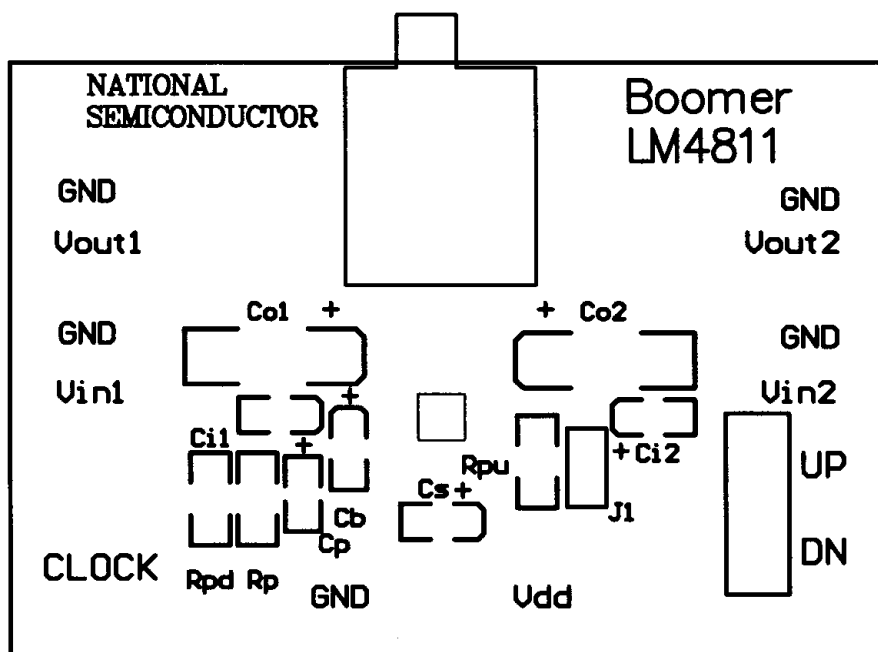 NATIONAL
SEMICONDUCTOR
Boomer
LM4811
GND
GND
Vout1
Vout2
Co1 +
+ Co2
GND
GND
Vin1
Vin2
+
Ci1
+
+ Ci2
Rpu
UP
Cs+
Cb
J1
Cp
DN
CLOCK
Rpd
Rp
GND
Vdd